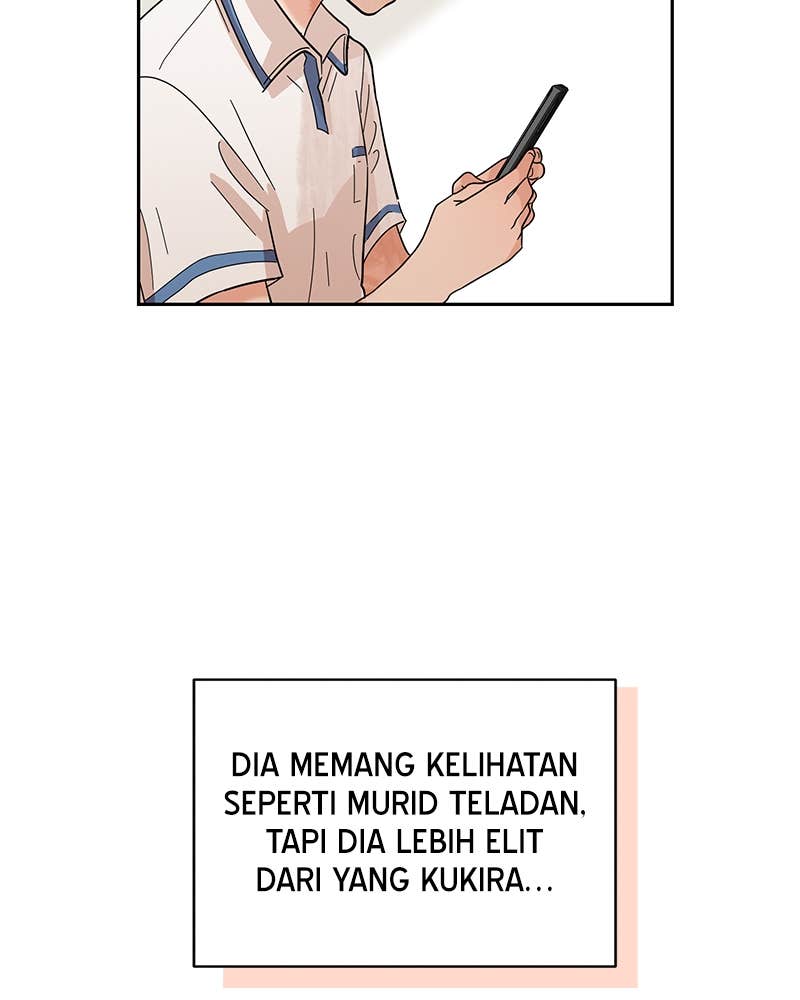 DIA MEMANG KELIHATAN
SEPERTI MURID TELADAN,
TAPI DIA LEBIH ELIT
DARI YANG KUKIRA...